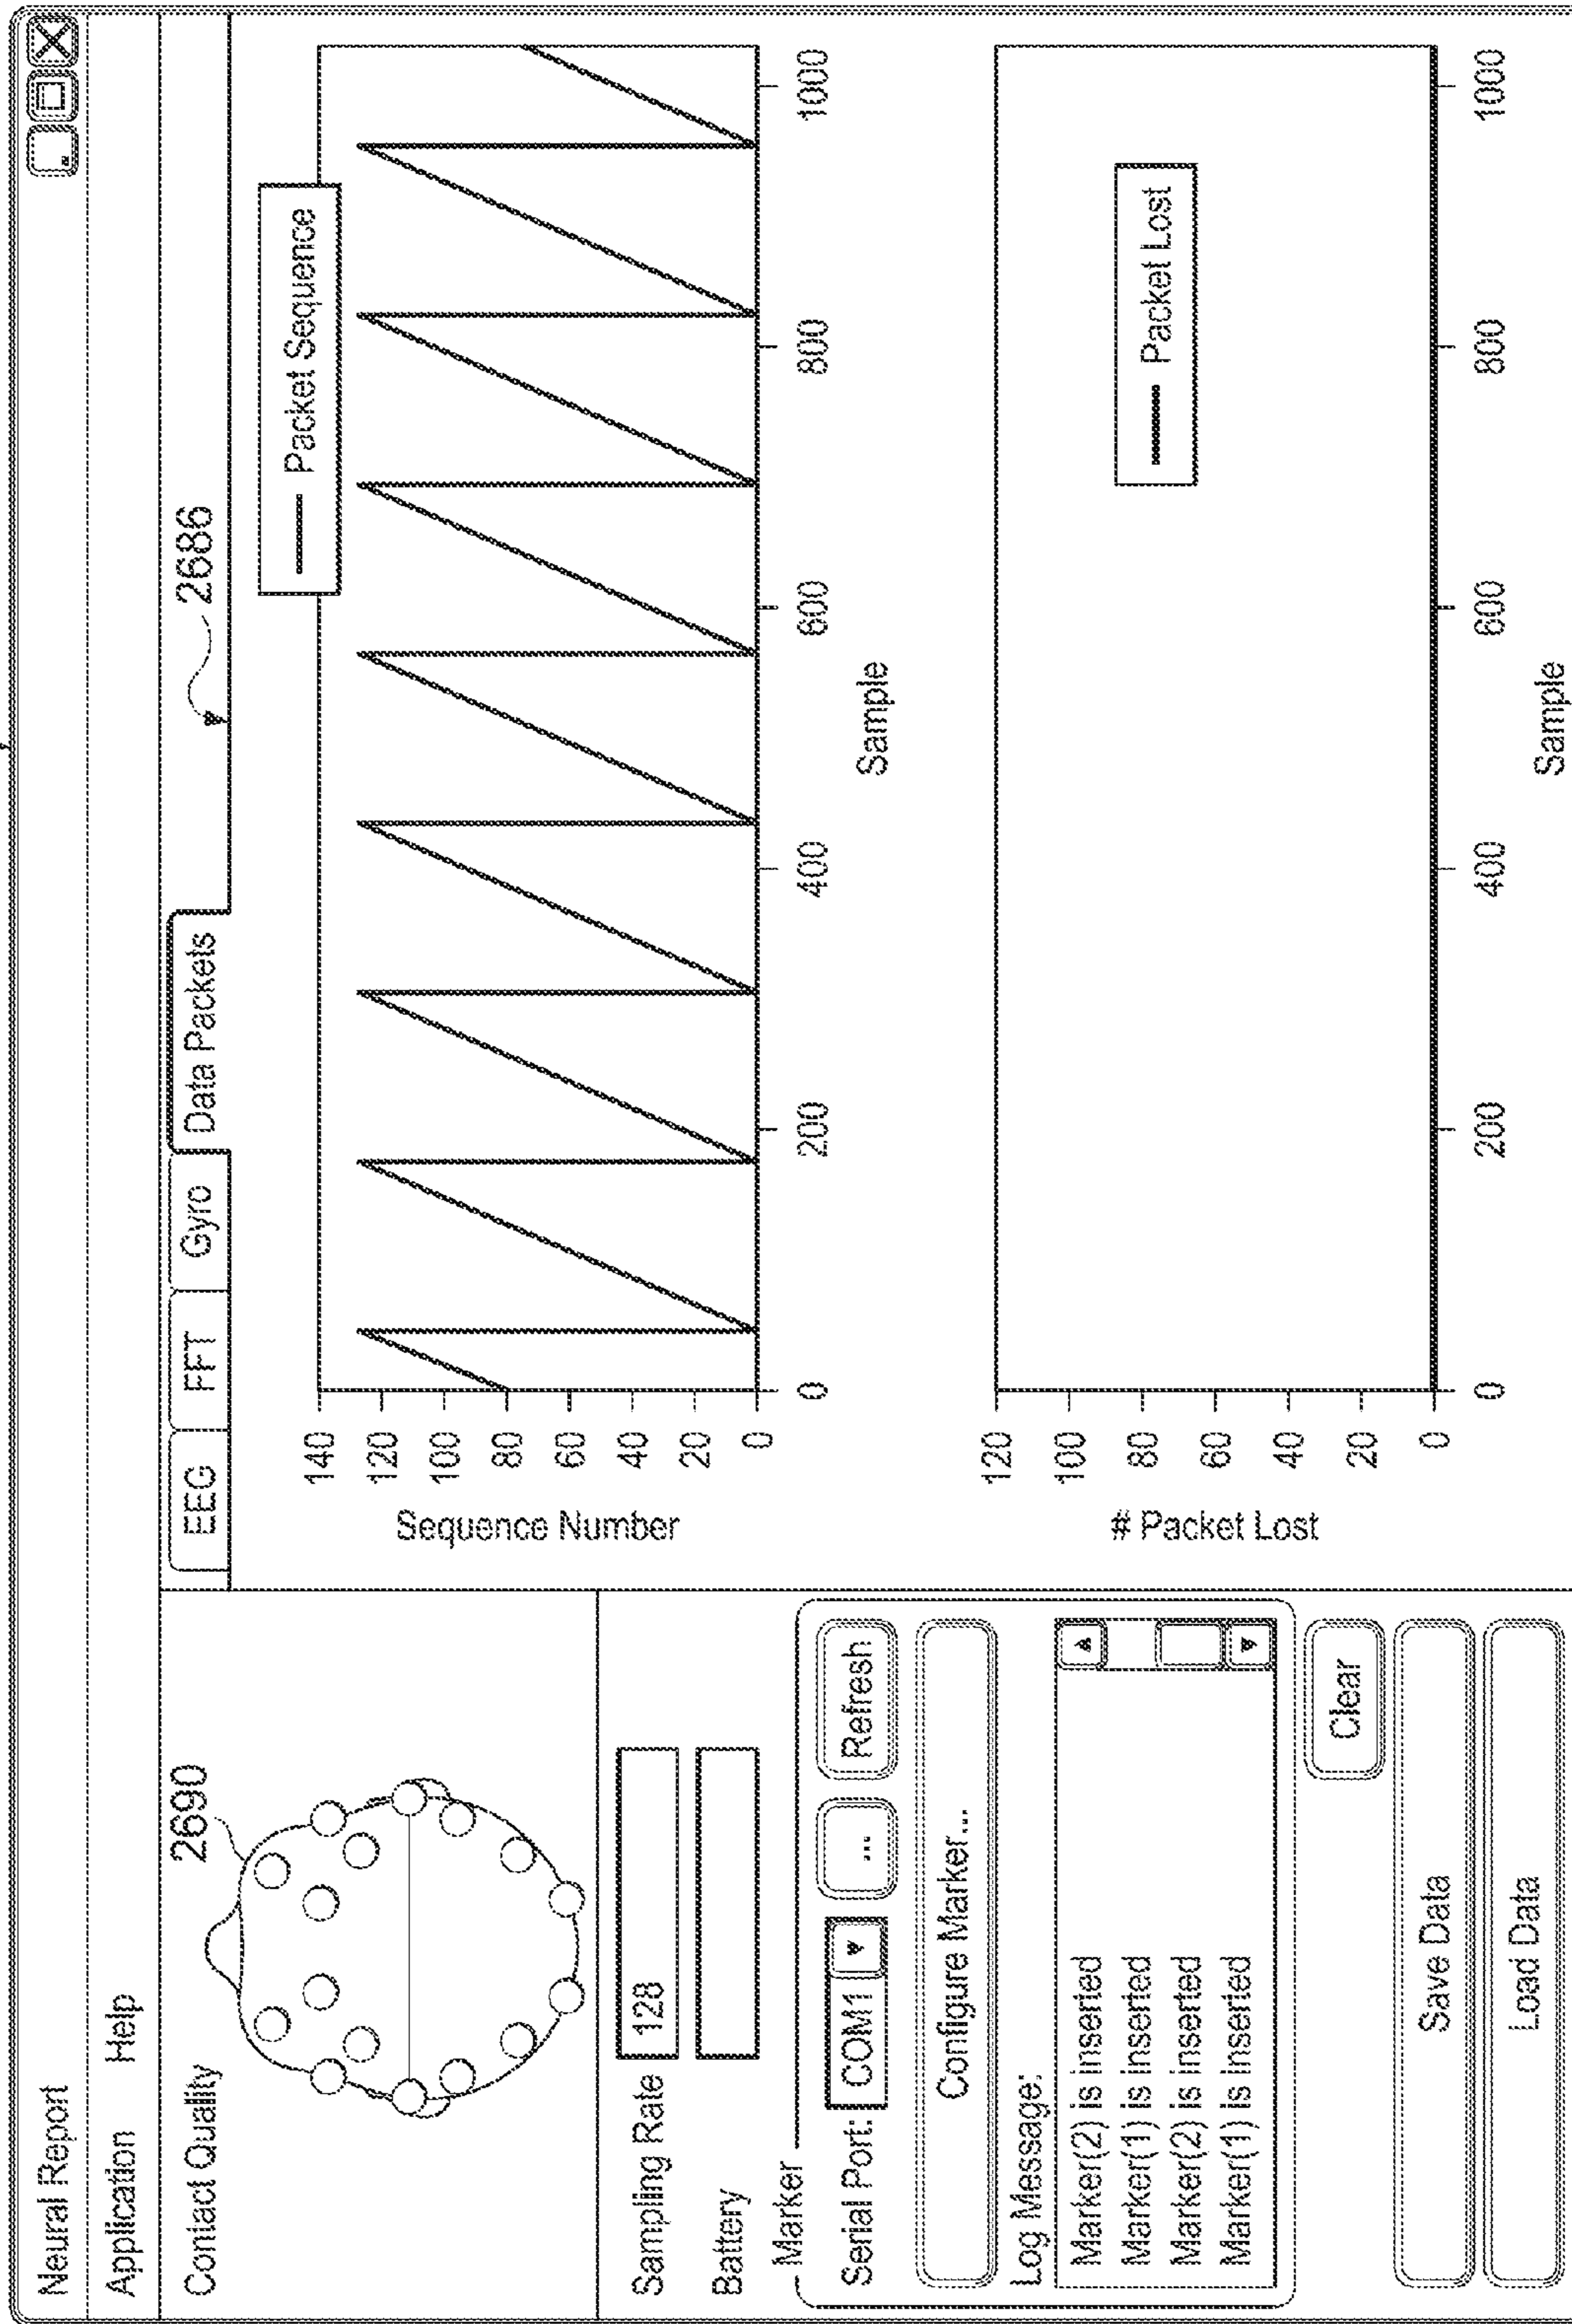 Neural Report
Application Help
Contact Quality
2690
Sampling Rate 128
Battery
Marker
Serial Port: COM1 ... Refresh
Configure Marker...
Log Message:
Marker(2) is inserted
Marker(1) is inserted
Marker(2) is inserted
Marker(1) is inserted
Clear
Save Data
Load Data
EEG FFT Gyro Data Packets
2686
Packet Sequence
Sequence Number
140
120
100
80
60
40
20
0
0 200 400 600 800 1000
Sample
Packet Lost
# Packet Lost
120
100
80
60
40
20
0
0 200 400 600 800 1000
Sample